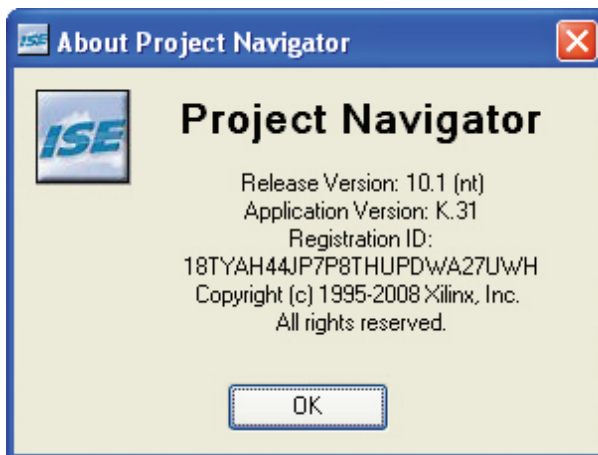 ISE About Project Navigator
ISE
Project Navigator
Release Version: 10.1 (nt)
Application Version: K.31
Registration ID:
18TYAH44JP7P8THUPDWA27UWH
Copyright (c) 1995-2008 Xilinx, Inc.
All rights reserved.
OK